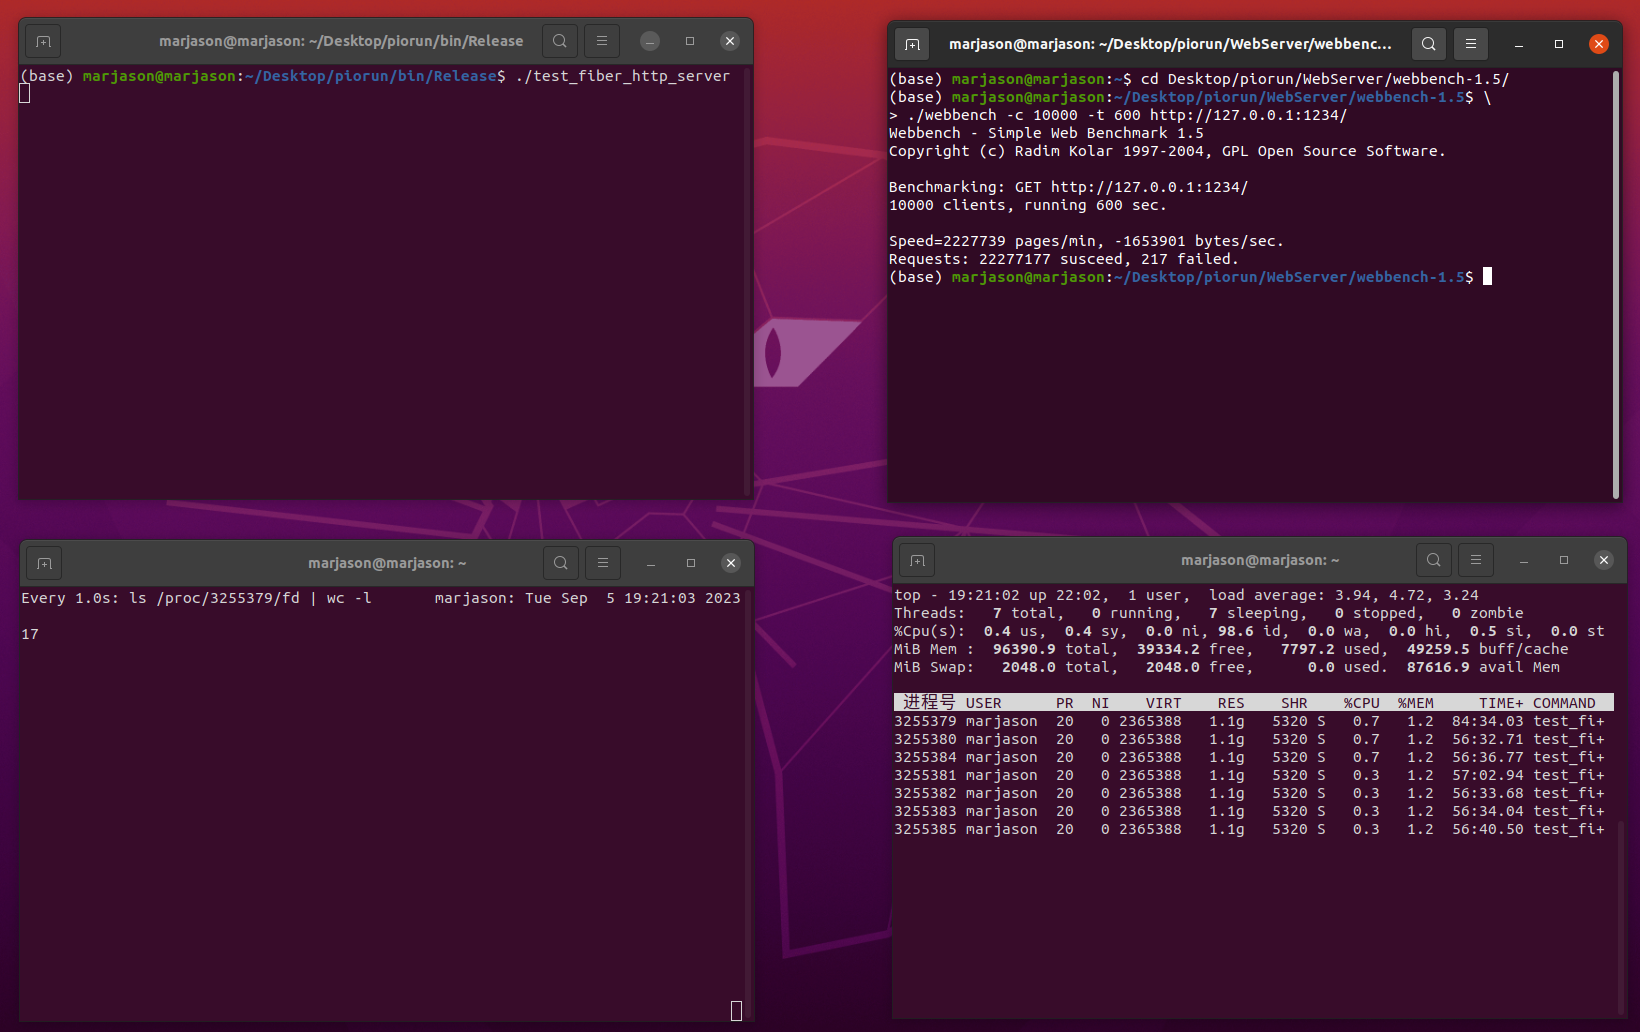 marjason@marjason: ~/Desktop/piorun/bin/Release
(base) marjason@marjason:~/Desktop/piorun/bin/Release$ ./test_fiber_http_server
marjason@marjason: ~/Desktop/piorun/WebServer/webbenc...
(base) marjason@marjason:~$ cd Desktop/piorun/WebServer/webbench-1.5/
(base) marjason@marjason:~/Desktop/piorun/WebServer/webbench-1.5$ \
> ./webbench -c 10000 -t 600 http://127.0.0.1:1234/
Webbench - Simple Web Benchmark 1.5
Copyright (c) Radim Kolar 1997-2004, GPL Open Source Software.
Benchmarking: GET http://127.0.0.1:1234/
10000 clients, running 600 sec.
Speed=2227739 pages/min, -1653901 bytes/sec.
Requests: 22277177 susceed, 217 failed.
(base) marjason@marjason:~/Desktop/piorun/WebServer/webbench-1.5$
marjason@marjason: ~
Every 1.0s: ls /proc/3255379/fd | wc -l marjason: Tue Sep 5 19:21:03 2023
17
marjason@marjason: ~
top - 19:21:02 up 22:02, 1 user, load average: 3.94, 4.72, 3.24
Threads: 7 total, 0 running, 7 sleeping, 0 stopped, 0 zombie
%Cpu(s): 0.4 us, 0.4 sy, 0.0 ni, 98.6 id, 0.0 wa, 0.0 hi, 0.5 si, 0.0 st
MiB Mem : 96390.9 total, 39334.2 free, 7797.2 used, 49259.5 buff/cache
MiB Swap: 2048.0 total, 2048.0 free, 0.0 used. 87616.9 avail Mem
进程号 USER PR NI VIRT RES SHR %CPU %MEM TIME+ COMMAND
3255379 marjason 20 0 2365388 1.1g 5320 S 0.7 1.2 84:34.03 test_fi+
3255380 marjason 20 0 2365388 1.1g 5320 S 0.7 1.2 56:32.71 test_fi+
3255384 marjason 20 0 2365388 1.1g 5320 S 0.7 1.2 56:36.77 test_fi+
3255381 marjason 20 0 2365388 1.1g 5320 S 0.3 1.2 57:02.94 test_fi+
3255382 marjason 20 0 2365388 1.1g 5320 S 0.3 1.2 56:33.68 test_fi+
3255383 marjason 20 0 2365388 1.1g 5320 S 0.3 1.2 56:34.04 test_fi+
3255385 marjason 20 0 2365388 1.1g 5320 S 0.3 1.2 56:40.50 test_fi+